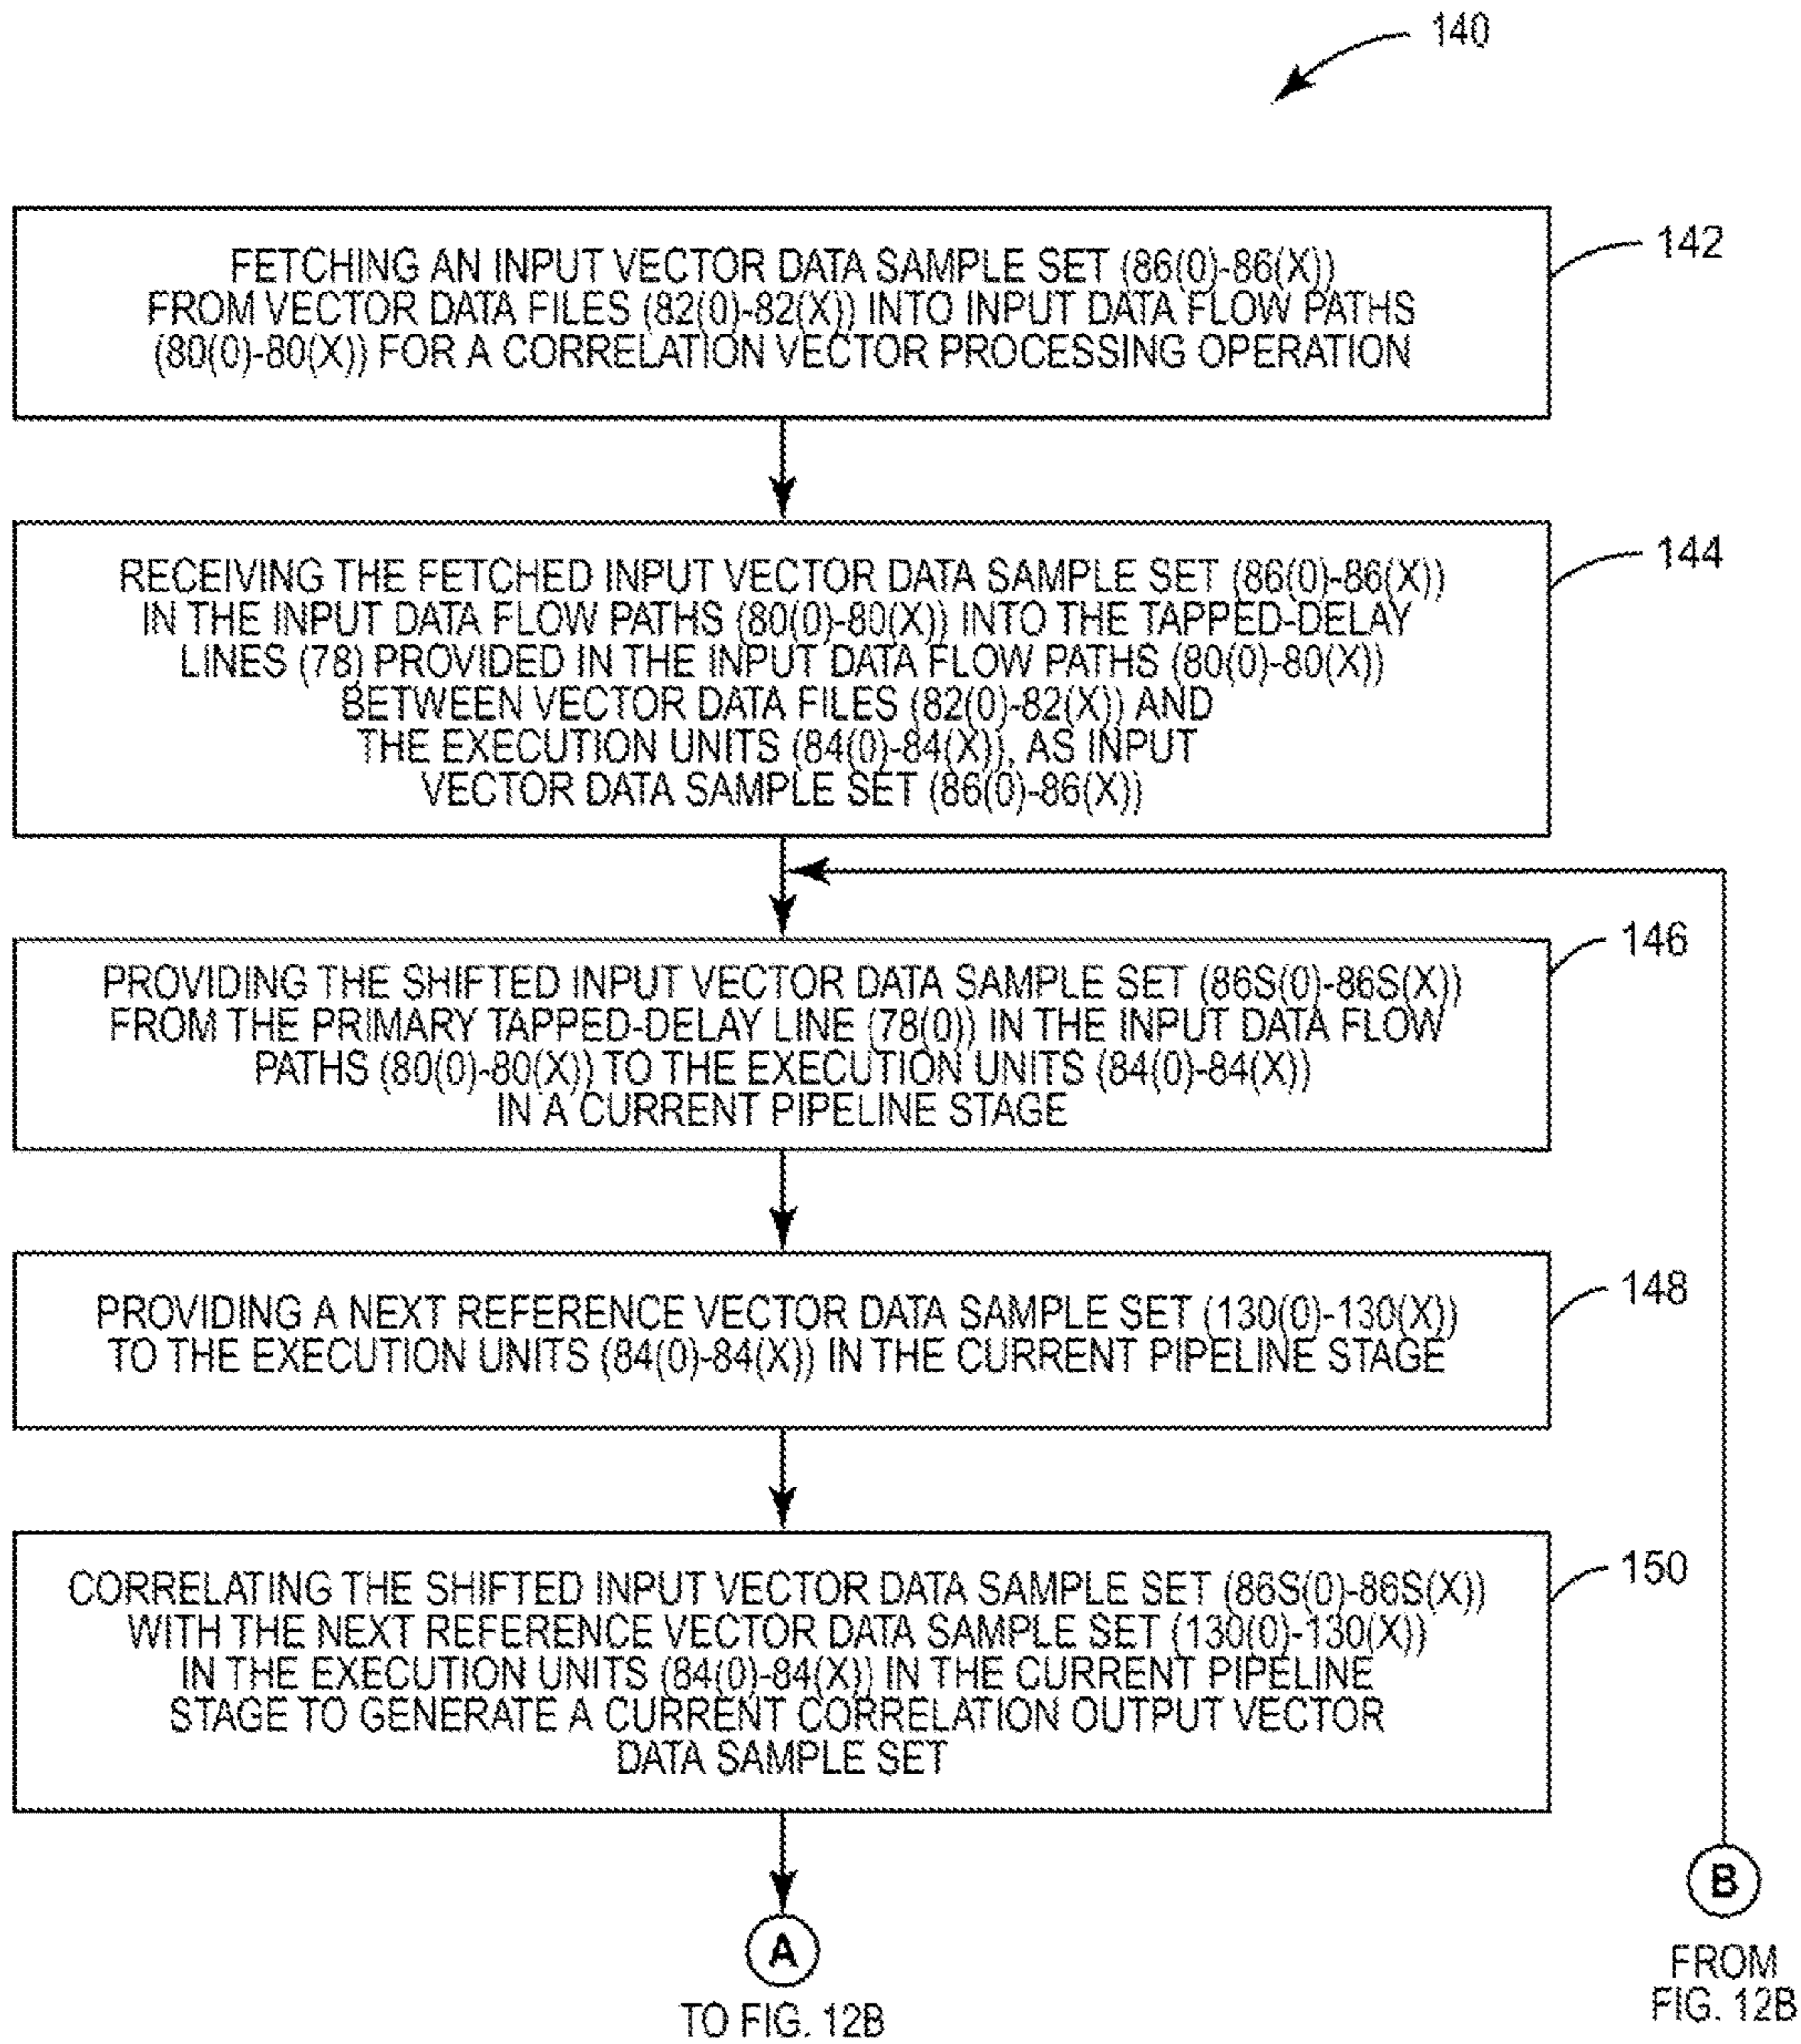 140
FETCHING AN INPUT VECTOR DATA SAMPLE SET (86(0)-86(X))
FROM VECTOR DATA FILES (82(0)-82(X)) INTO INPUT DATA FLOW PATHS
(80(0)-80(X)) FOR A CORRELATION VECTOR PROCESSING OPERATION
142
RECEIVING THE FETCHED INPUT VECTOR DATA SAMPLE SET (86(0)-86(X))
IN THE INPUT DATA FLOW PATHS (80(0)-80(X)) INTO THE TAPPED-DELAY
LINES (78) PROVIDED IN THE INPUT DATA FLOW PATHS (80(0)-80(X))
BETWEEN VECTOR DATA FILES (82(0)-82(X)) AND
THE EXECUTION UNITS (84(0)-84(X)), AS INPUT
VECTOR DATA SAMPLE SET (86(0)-86(X))
144
PROVIDING THE SHIFTED INPUT VECTOR DATA SAMPLE SET (86S(0)-86S(X))
FROM THE PRIMARY TAPPED-DELAY LINE (78(0)) IN THE INPUT DATA FLOW
PATHS (80(0)-80(X)) TO THE EXECUTION UNITS (84(0)-84(X))
IN A CURRENT PIPELINE STAGE
146
PROVIDING A NEXT REFERENCE VECTOR DATA SAMPLE SET (130(0)-130(X))
TO THE EXECUTION UNITS (84(0)-84(X)) IN THE CURRENT PIPELINE STAGE
148
CORRELATING THE SHIFTED INPUT VECTOR DATA SAMPLE SET (86S(0)-86S(X))
WITH THE NEXT REFERENCE VECTOR DATA SAMPLE SET (130(0)-130(X))
IN THE EXECUTION UNITS (84(0)-84(X)) IN THE CURRENT PIPELINE
STAGE TO GENERATE A CURRENT CORRELATION OUTPUT VECTOR
DATA SAMPLE SET
150
A
TO FIG. 12B
B
FROM
FIG. 12B